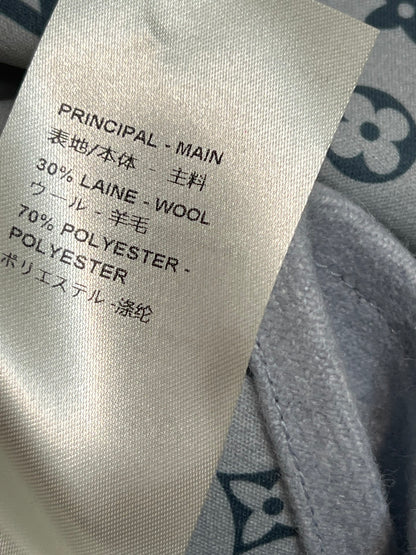 PRINCIPAL - MAIN
表地/本体 - 主料
30% LAINE - WOOL
ウール - 羊毛
70% POLYESTER -
POLYESTER
ポリエステル -涤纶